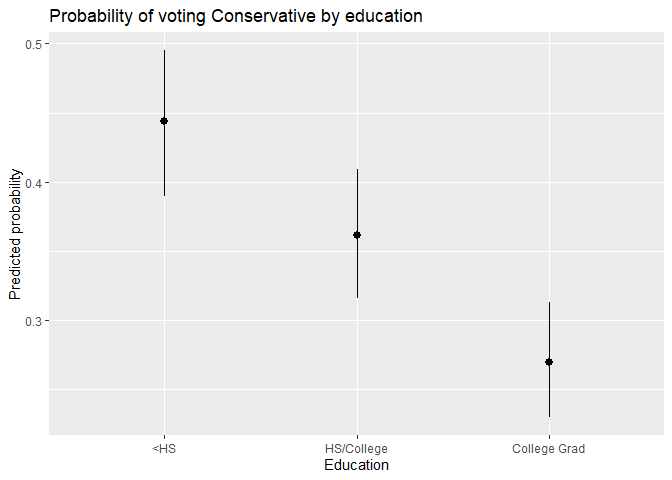 Probability of voting Conservative by education
0.5
0.4
0.3
Predicted probability
<HS
HS/College
College Grad
Education